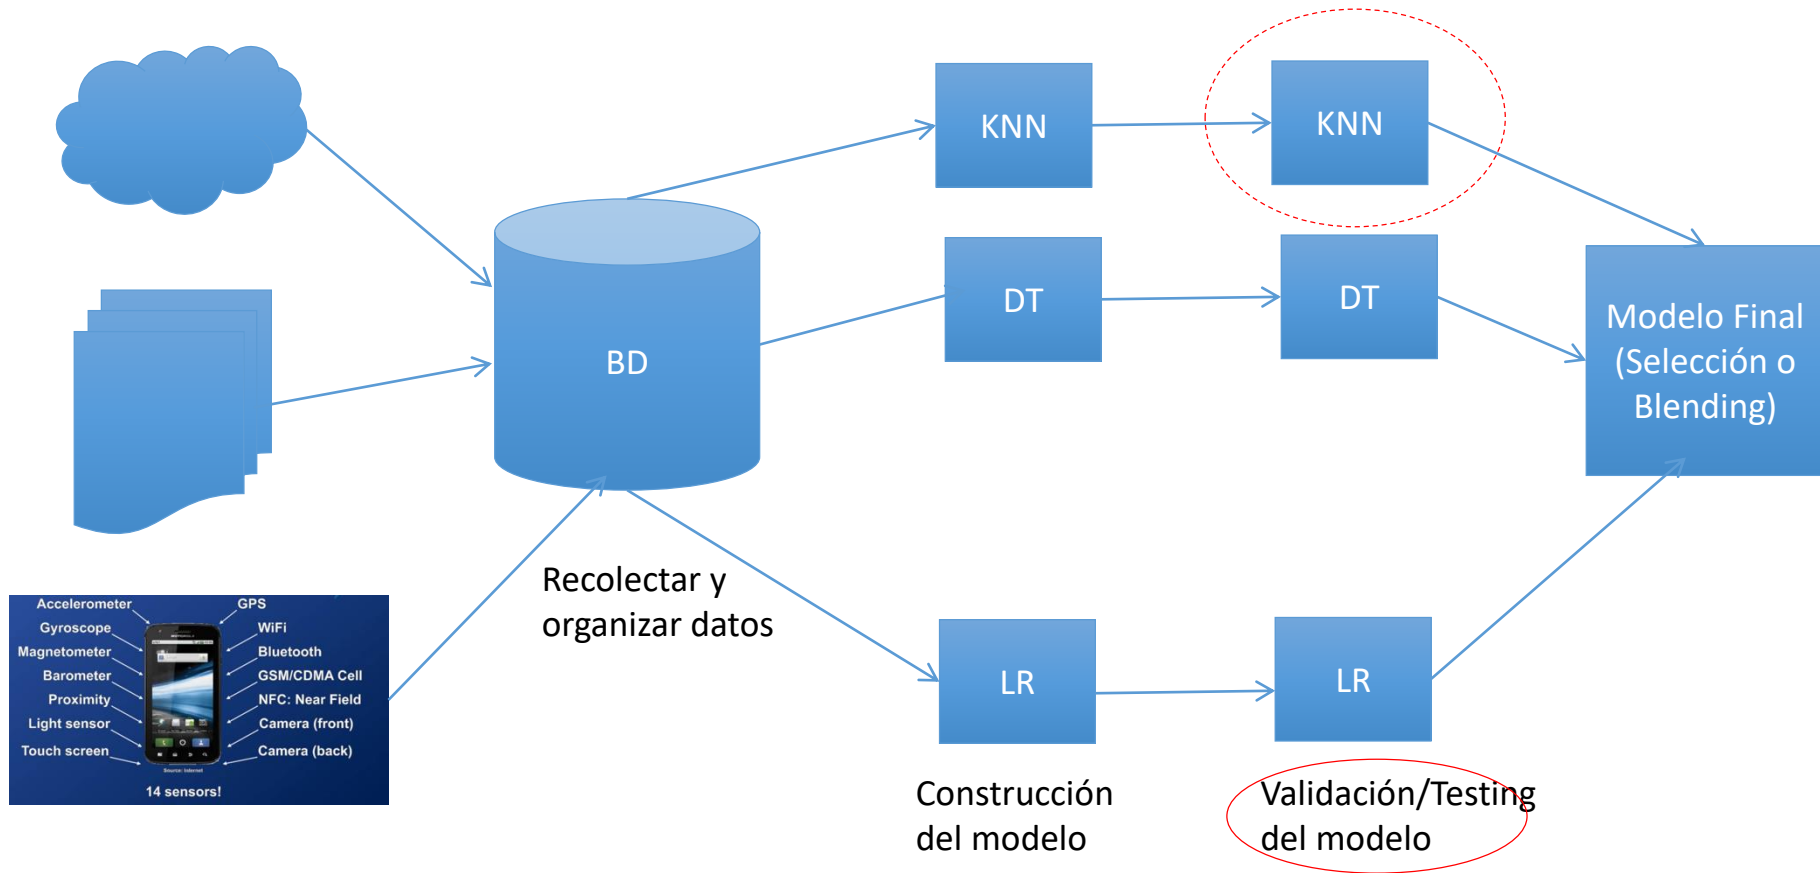 KNN
KNN
DT
DT
BD
Modelo Final
(Selección o
Blending)
Recolectar y
organizar datos
LR
LR
Construcción
del modelo
Validación/Testing
del modelo
Accelerometer
Gyroscope
Magnetometer
Barometer
Proximity
Light sensor
Touch screen
GPS
WiFi
Bluetooth
GSM/CDMA Cell
NFC: Near Field
Camera (front)
Camera (back)
Source: Internet
14 sensors!